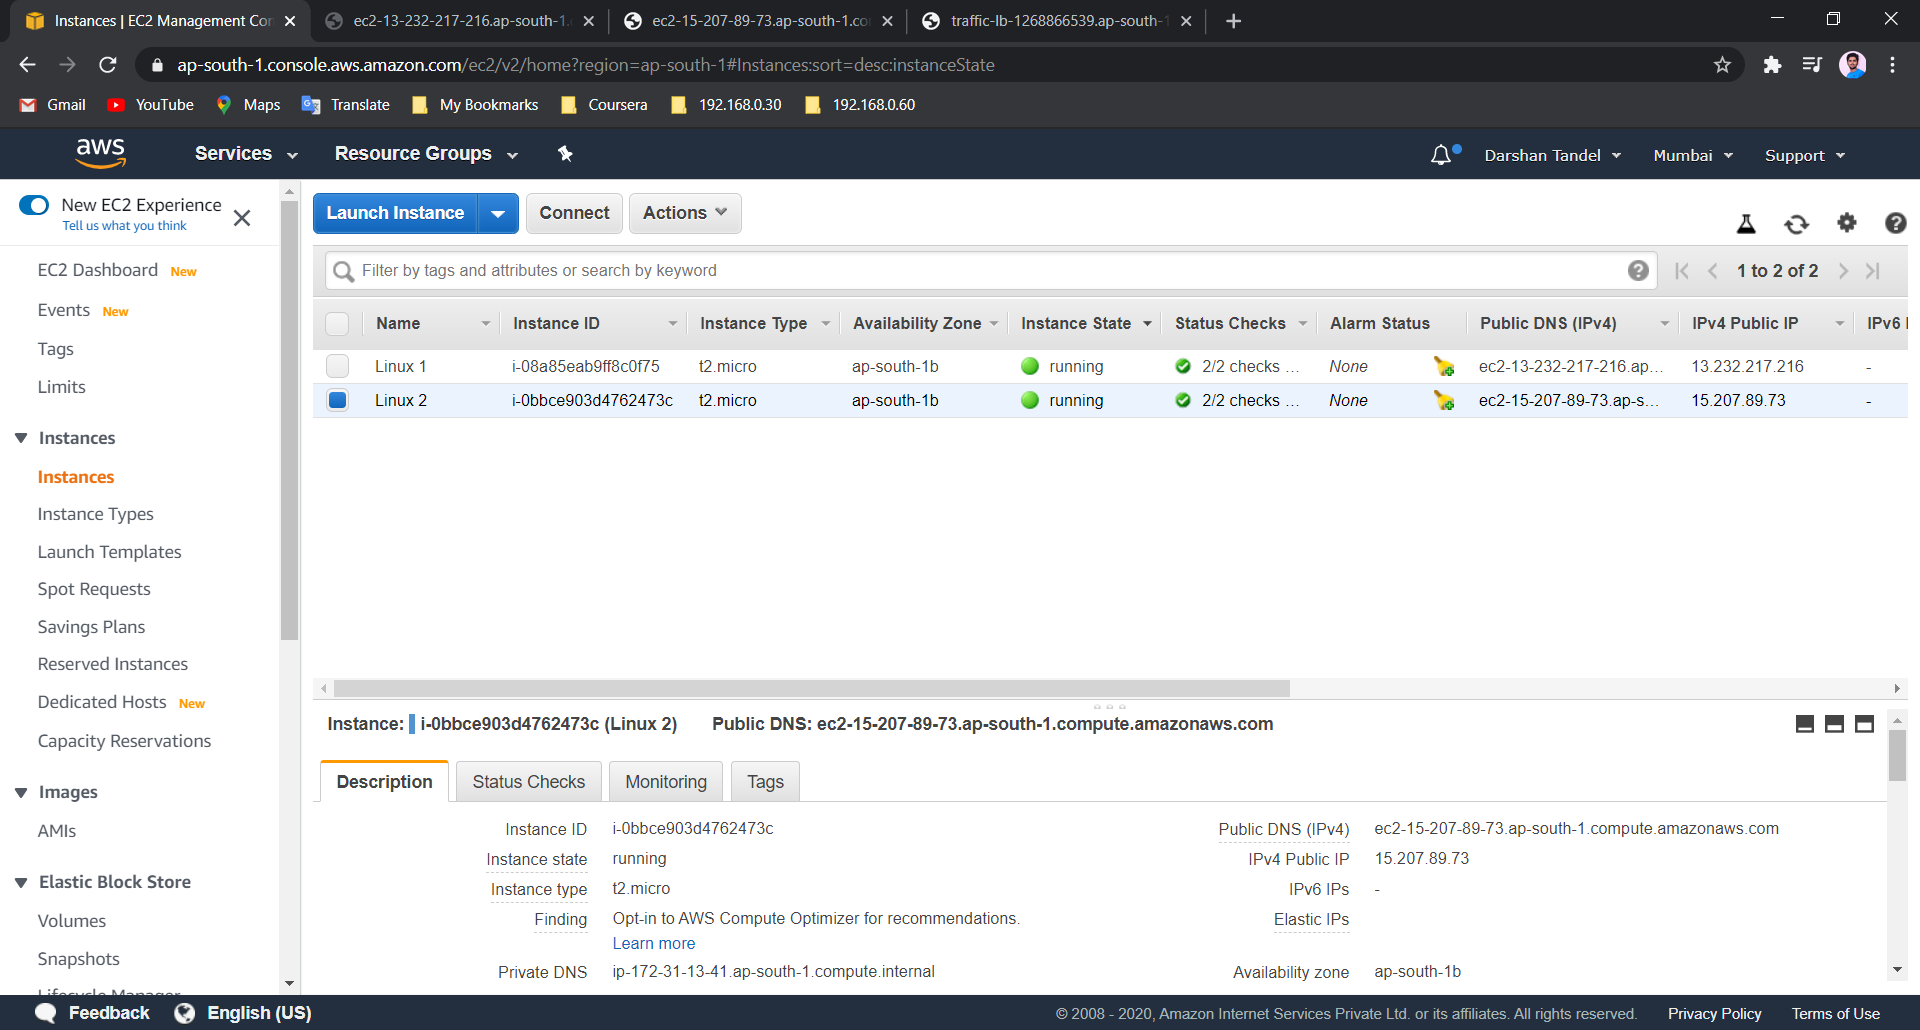 Instances | EC2 Management Con
ec2-13-232-217-216.ap-south-1.
ec2-15-207-89-73.ap-south-1.co
traffic-lb-1268866539.ap-south-1
ap-south-1.console.aws.amazon.com/ec2/v2/home?region=ap-south-1#Instances:sort=desc:instanceState
Gmail YouTube Maps Translate My Bookmarks Coursera 192.168.0.30 192.168.0.60
aws Services Resource Groups Darshan Tandel Mumbai Support
New EC2 Experience
Tell us what you think
EC2 Dashboard New
Events New
Tags
Limits
Instances
Instances
Instance Types
Launch Templates
Spot Requests
Savings Plans
Reserved Instances
Dedicated Hosts New
Capacity Reservations
Images
AMIs
Elastic Block Store
Volumes
Snapshots
Lifecycle Manager
Launch Instance Connect Actions
Filter by tags and attributes or search by keyword
1 to 2 of 2
Name Instance ID Instance Type Availability Zone Instance State Status Checks Alarm Status Public DNS (IPv4) IPv4 Public IP IPv6 I
Linux 1 i-08a85eab9ff8c0f75 t2.micro ap-south-1b running 2/2 checks ... None ec2-13-232-217-216.ap... 13.232.217.216 -
Linux 2 i-0bbce903d4762473c t2.micro ap-south-1b running 2/2 checks ... None ec2-15-207-89-73.ap-s... 15.207.89.73 -
Instance: i-0bbce903d4762473c (Linux 2) Public DNS: ec2-15-207-89-73.ap-south-1.compute.amazonaws.com
Description Status Checks Monitoring Tags
Instance ID i-0bbce903d4762473c
Instance state running
Instance type t2.micro
Finding Opt-in to AWS Compute Optimizer for recommendations.
Learn more
Private DNS ip-172-31-13-41.ap-south-1.compute.internal
Public DNS (IPv4) ec2-15-207-89-73.ap-south-1.compute.amazonaws.com
IPv4 Public IP 15.207.89.73
IPv6 IPs -
Elastic IPs
Availability zone ap-south-1b
Feedback English (US) © 2008 - 2020, Amazon Internet Services Private Ltd. or its affiliates. All rights reserved. Privacy Policy Terms of Use